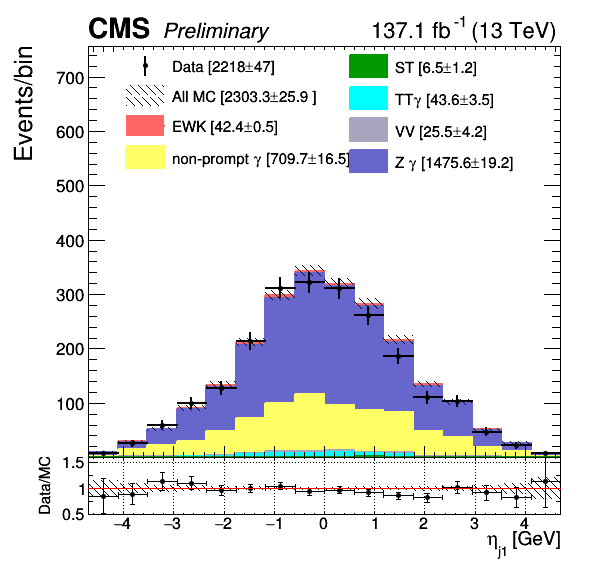 CMS Preliminary 137.1 fb⁻¹ (13 TeV)
Events/bin
700
600
500
400
300
200
100
Data [2218±47]
All MC [2303.3±25.9 ]
EWK [42.4±0.5]
non-prompt γ [709.7±16.5]
ST [6.5±1.2]
TTγ [43.6±3.5]
VV [25.5±4.2]
Z γ [1475.6±19.2]
Data/MC
1.5
1
0.5
−4 −3 −2 −1 0 1 2 3 4
η_j1 [GeV]